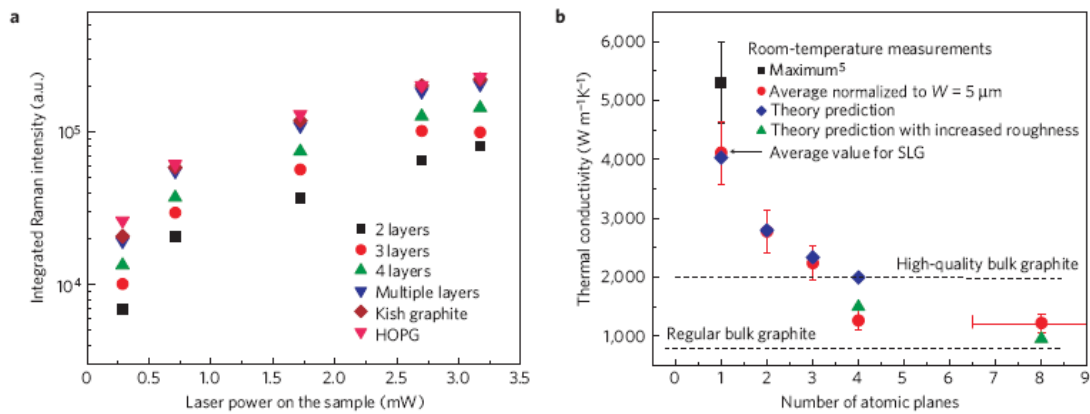 a
Integrated Raman intensity (a.u.)
10⁵
10⁴
0
0.5
1.0
1.5
2.0
2.5
3.0
3.5
Laser power on the sample (mW)
2 layers
3 layers
4 layers
Multiple layers
Kish graphite
HOPG
b
Thermal conductivity (W m⁻¹K⁻¹)
6,000
5,000
4,000
3,000
2,000
1,000
0
1
2
3
4
5
6
7
8
9
Number of atomic planes
Room-temperature measurements
Maximum⁵
Average normalized to W = 5 μm
Theory prediction
Theory prediction with increased roughness
Average value for SLG
High-quality bulk graphite
Regular bulk graphite